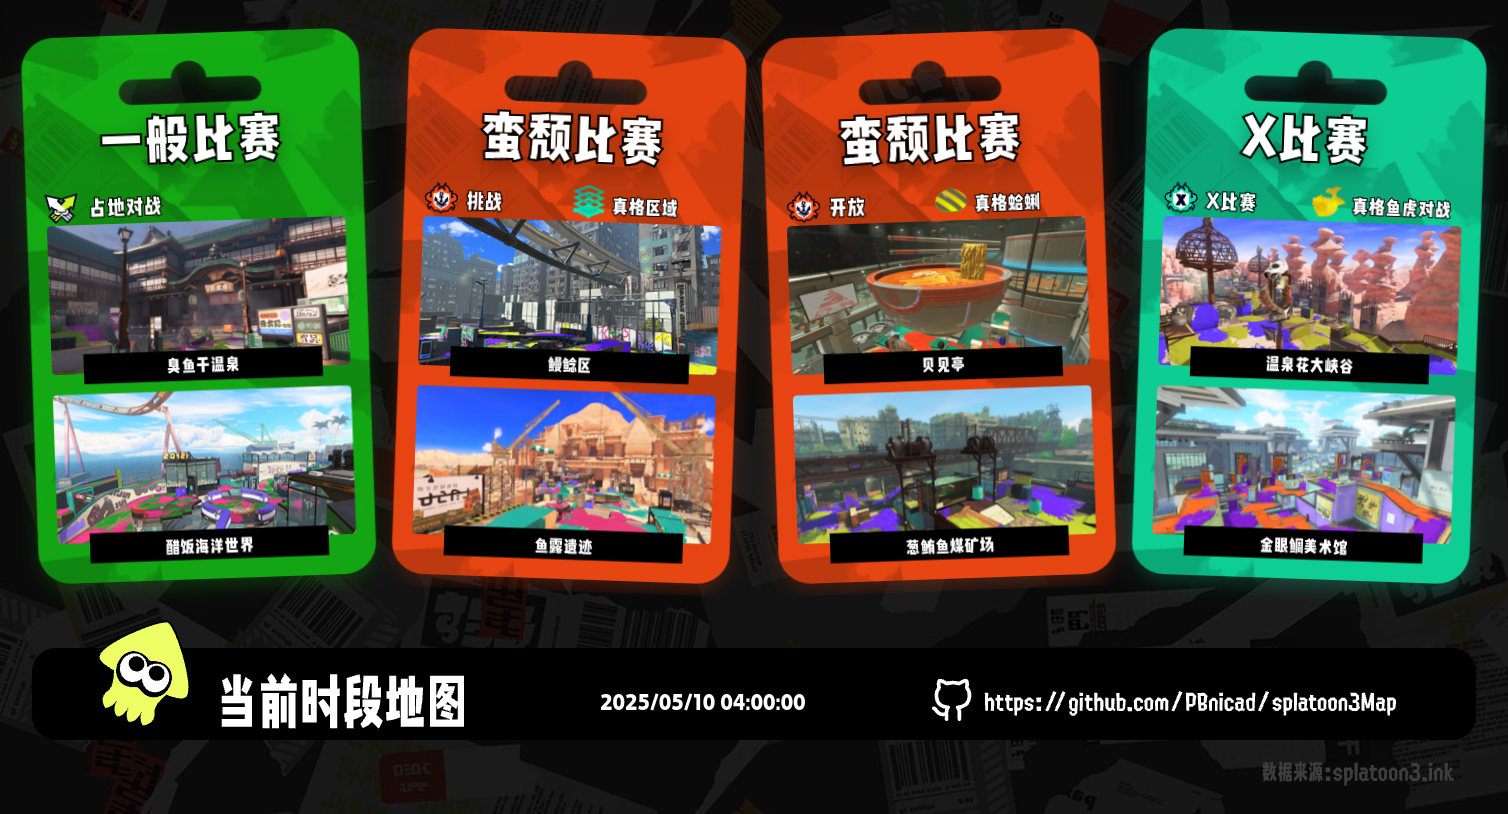 一般比赛
占地对战
臭鱼干温泉
醋饭海洋世界
蛮颓比赛
挑战
真格区域
鳗鲶区
鱼露遗迹
蛮颓比赛
开放
真格蛤蜊
贝见亭
葱鲔鱼煤矿场
X比赛
X比赛
真格鱼虎对战
温泉花大峡谷
金眼鲷美术馆
当前时段地图
2025/05/10 04:00:00
https://github.com/PBnicad/splatoon3Map
数据来源:splatoon3.ink